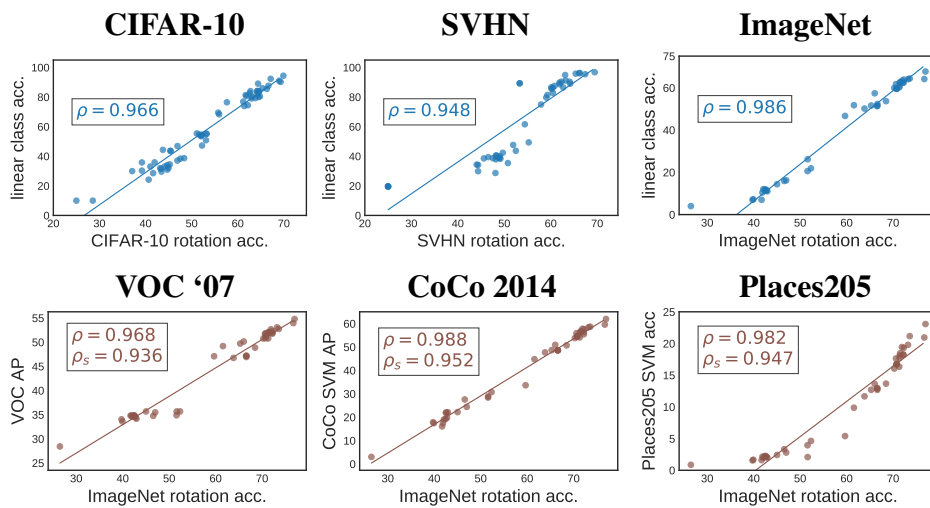 CIFAR-10
SVHN
ImageNet
linear class acc.
100
80
60
40
20
0
ρ = 0.966
20
30
40
50
60
70
CIFAR-10 rotation acc.
linear class acc.
100
80
60
40
20
0
ρ = 0.948
20
30
40
50
60
70
SVHN rotation acc.
linear class acc.
75
60
45
30
15
0
ρ = 0.986
30
40
50
60
70
ImageNet rotation acc.
VOC ‘07
CoCo 2014
Places205
VOC AP
55
50
45
40
35
30
25
ρ = 0.968
ρs = 0.936
30
40
50
60
70
ImageNet rotation acc.
CoCo SVM AP
60
50
40
30
20
10
0
ρ = 0.988
ρs = 0.952
30
40
50
60
70
ImageNet rotation acc.
Places205 SVM acc
25
20
15
10
5
0
ρ = 0.982
ρs = 0.947
30
40
50
60
70
ImageNet rotation acc.